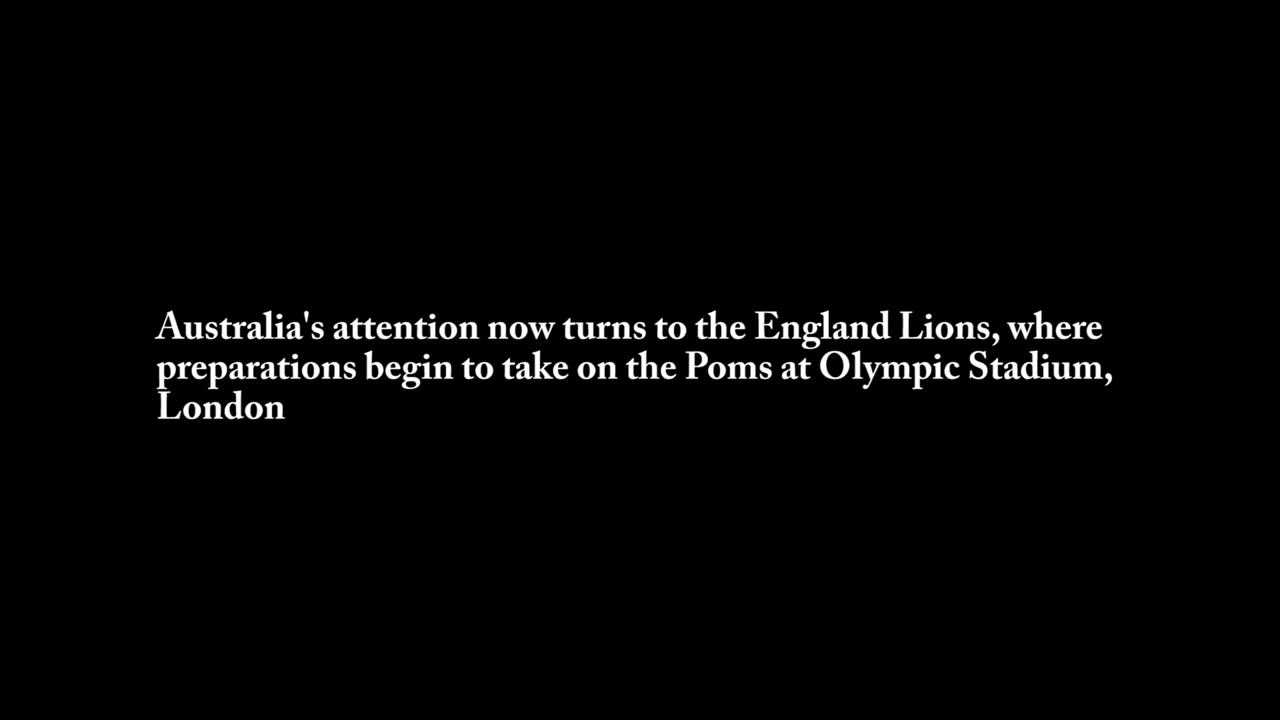 Australia's attention now turns to the England Lions, where
preparations begin to take on the Poms at Olympic Stadium,
London